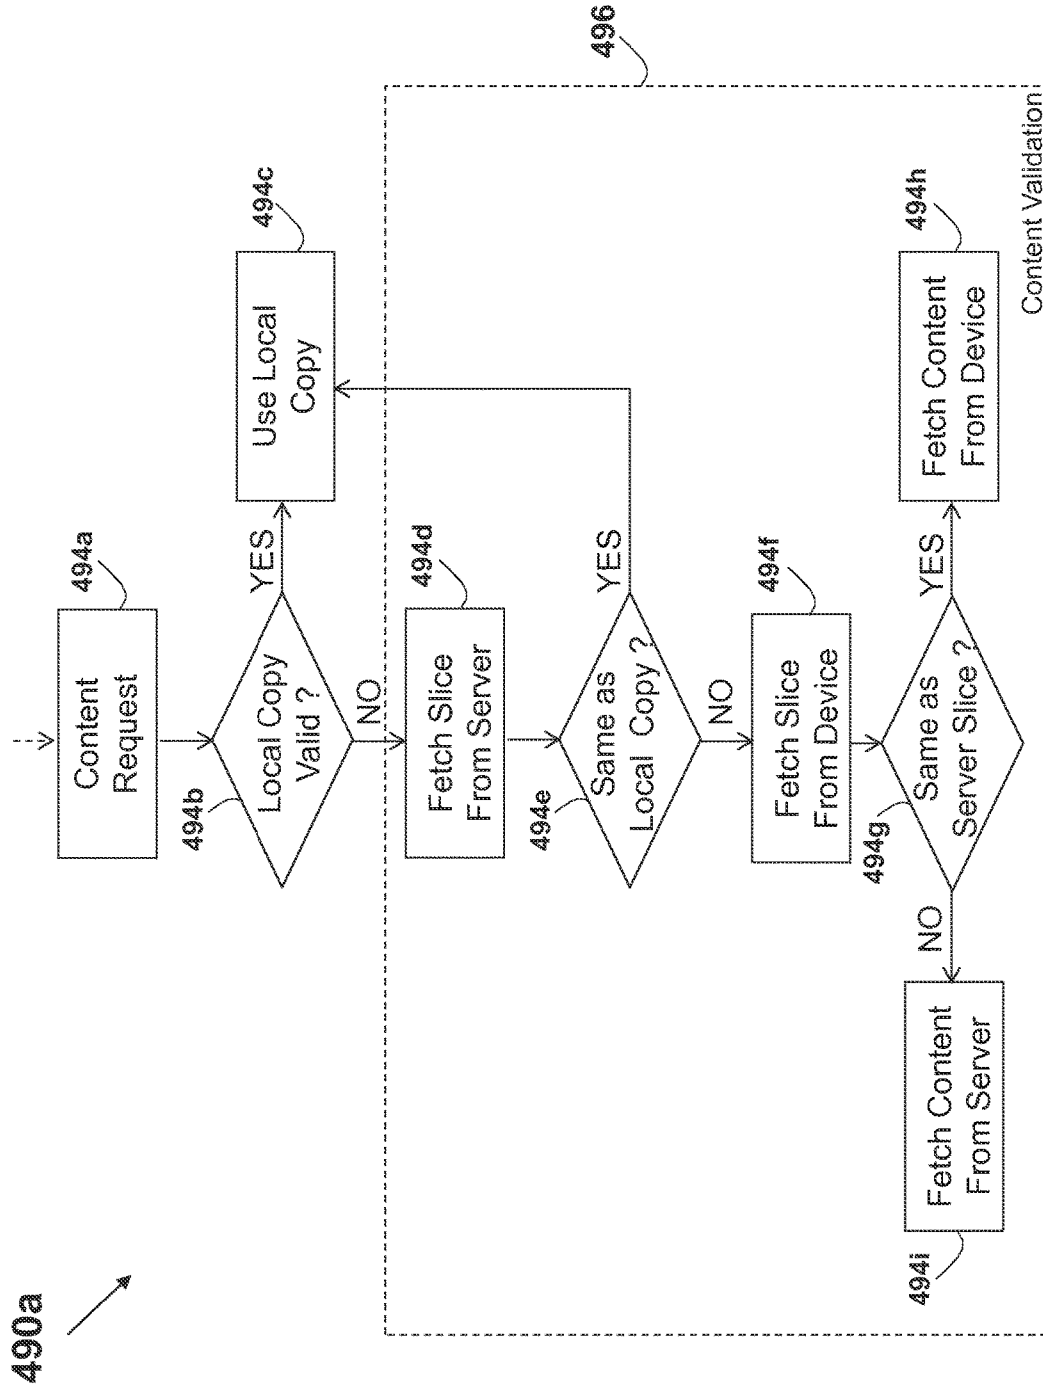 490a
Content
Request
494a
Local Copy
Valid ?
494b
YES
NO
Use Local
Copy
494c
496
Fetch Slice
From Server
494d
Same as
Local Copy ?
494e
YES
NO
Fetch Slice
From Device
494f
Same as
Server Slice ?
494g
NO
YES
Fetch Content
From Server
494i
Fetch Content
From Device
494h
Content Validation